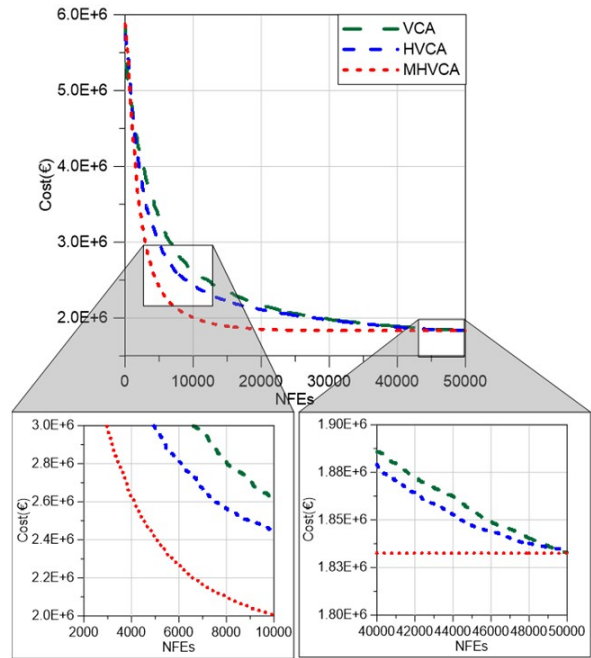 6.0E+6
5.0E+6
4.0E+6
3.0E+6
2.0E+6
Cost(€)
VCA
HVCA
MHVCA
0 10000 20000 30000 40000 50000
NFEs
3.0E+6
2.8E+6
2.6E+6
2.4E+6
2.2E+6
2.0E+6
Cost(€)
2000 4000 6000 8000 10000
NFEs
1.90E+6
1.88E+6
1.85E+6
1.83E+6
1.80E+6
Cost(€)
40000 42000 44000 46000 48000 50000
NFEs